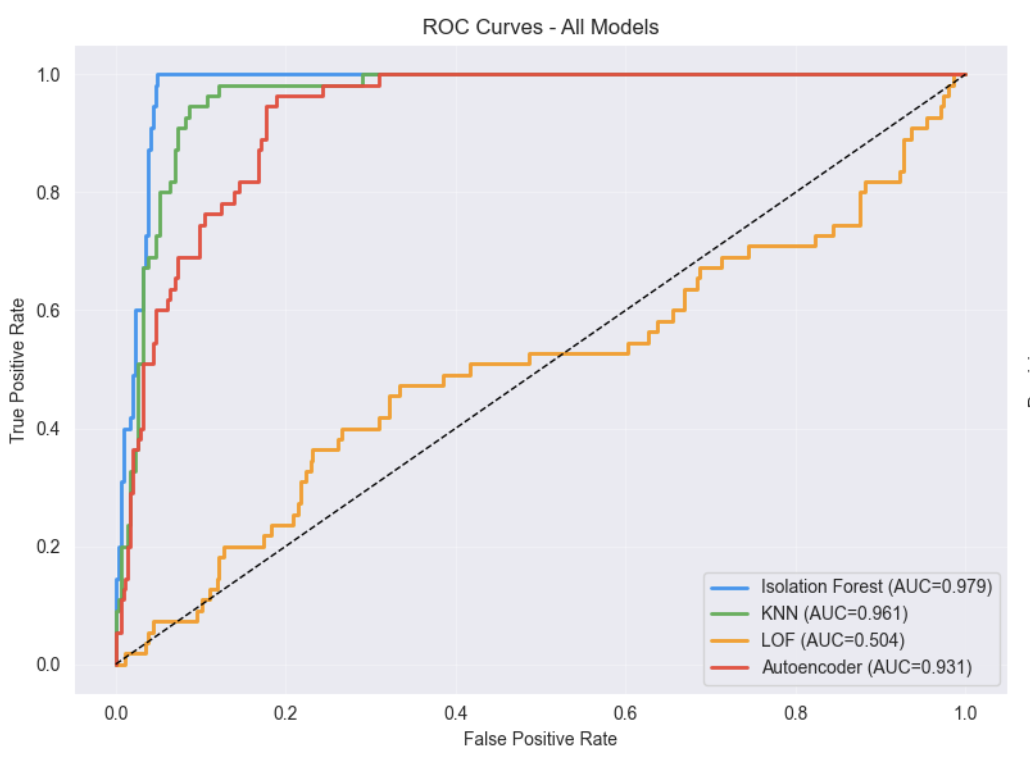 ROC Curves - All Models
True Positive Rate
1.0
0.8
0.6
0.4
0.2
0.0
0.0 0.2 0.4 0.6 0.8 1.0
False Positive Rate
Isolation Forest (AUC=0.979)
KNN (AUC=0.961)
LOF (AUC=0.504)
Autoencoder (AUC=0.931)